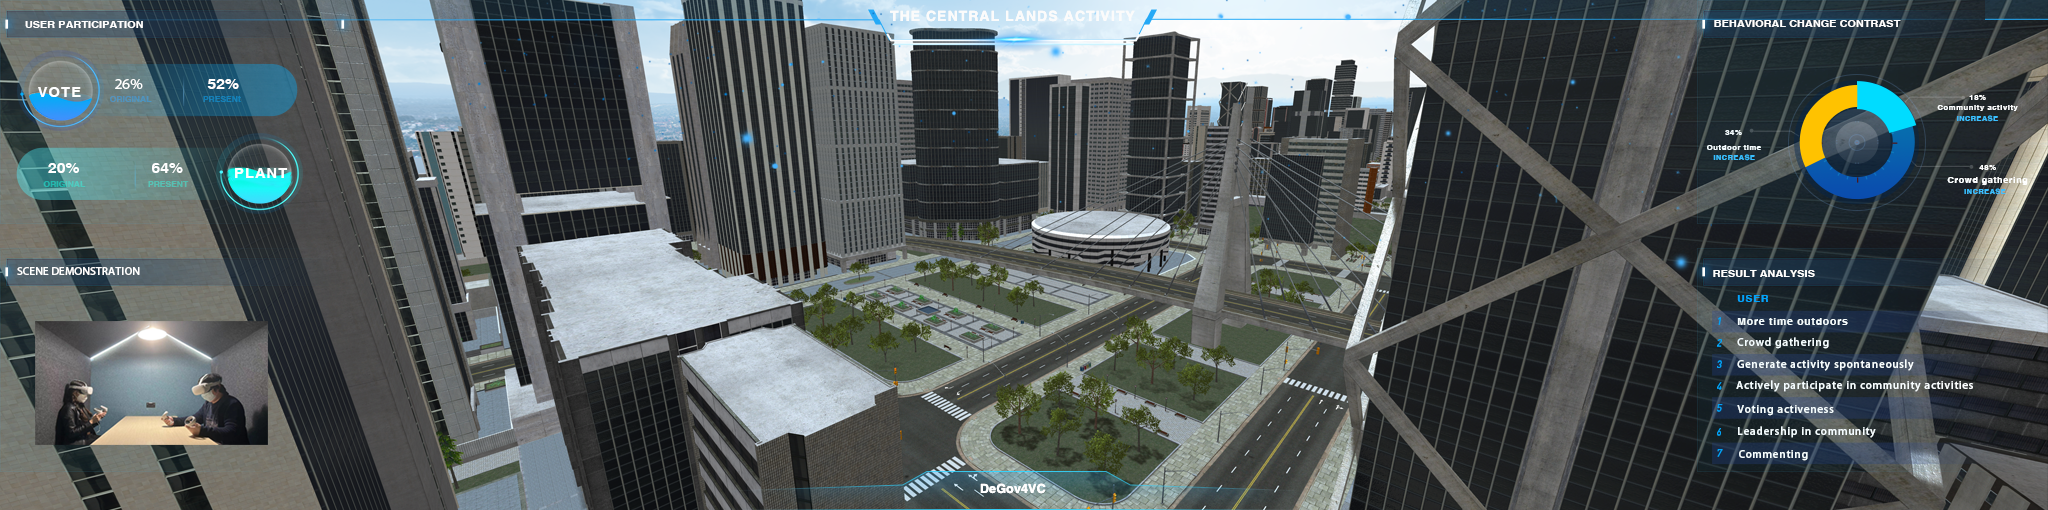 THE CENTRAL LANDS ACTIVITY
USER PARTICIPATION
VOTE
26%
ORIGINAL
52%
PRESENT
20%
ORIGINAL
64%
PRESENT
PLANT
SCENE DEMONSTRATION
BEHAVIORAL CHANGE CONTRAST
18%
Community activity
INCREASE
34%
Outdoor time
INCREASE
48%
Crowd gathering
INCREASE
RESULT ANALYSIS
USER
1 More time outdoors
2 Crowd gathering
3 Generate activity spontaneously
4 Actively participate in community activities
5 Voting activeness
6 Leadership in community
7 Commenting
DeGov4VC